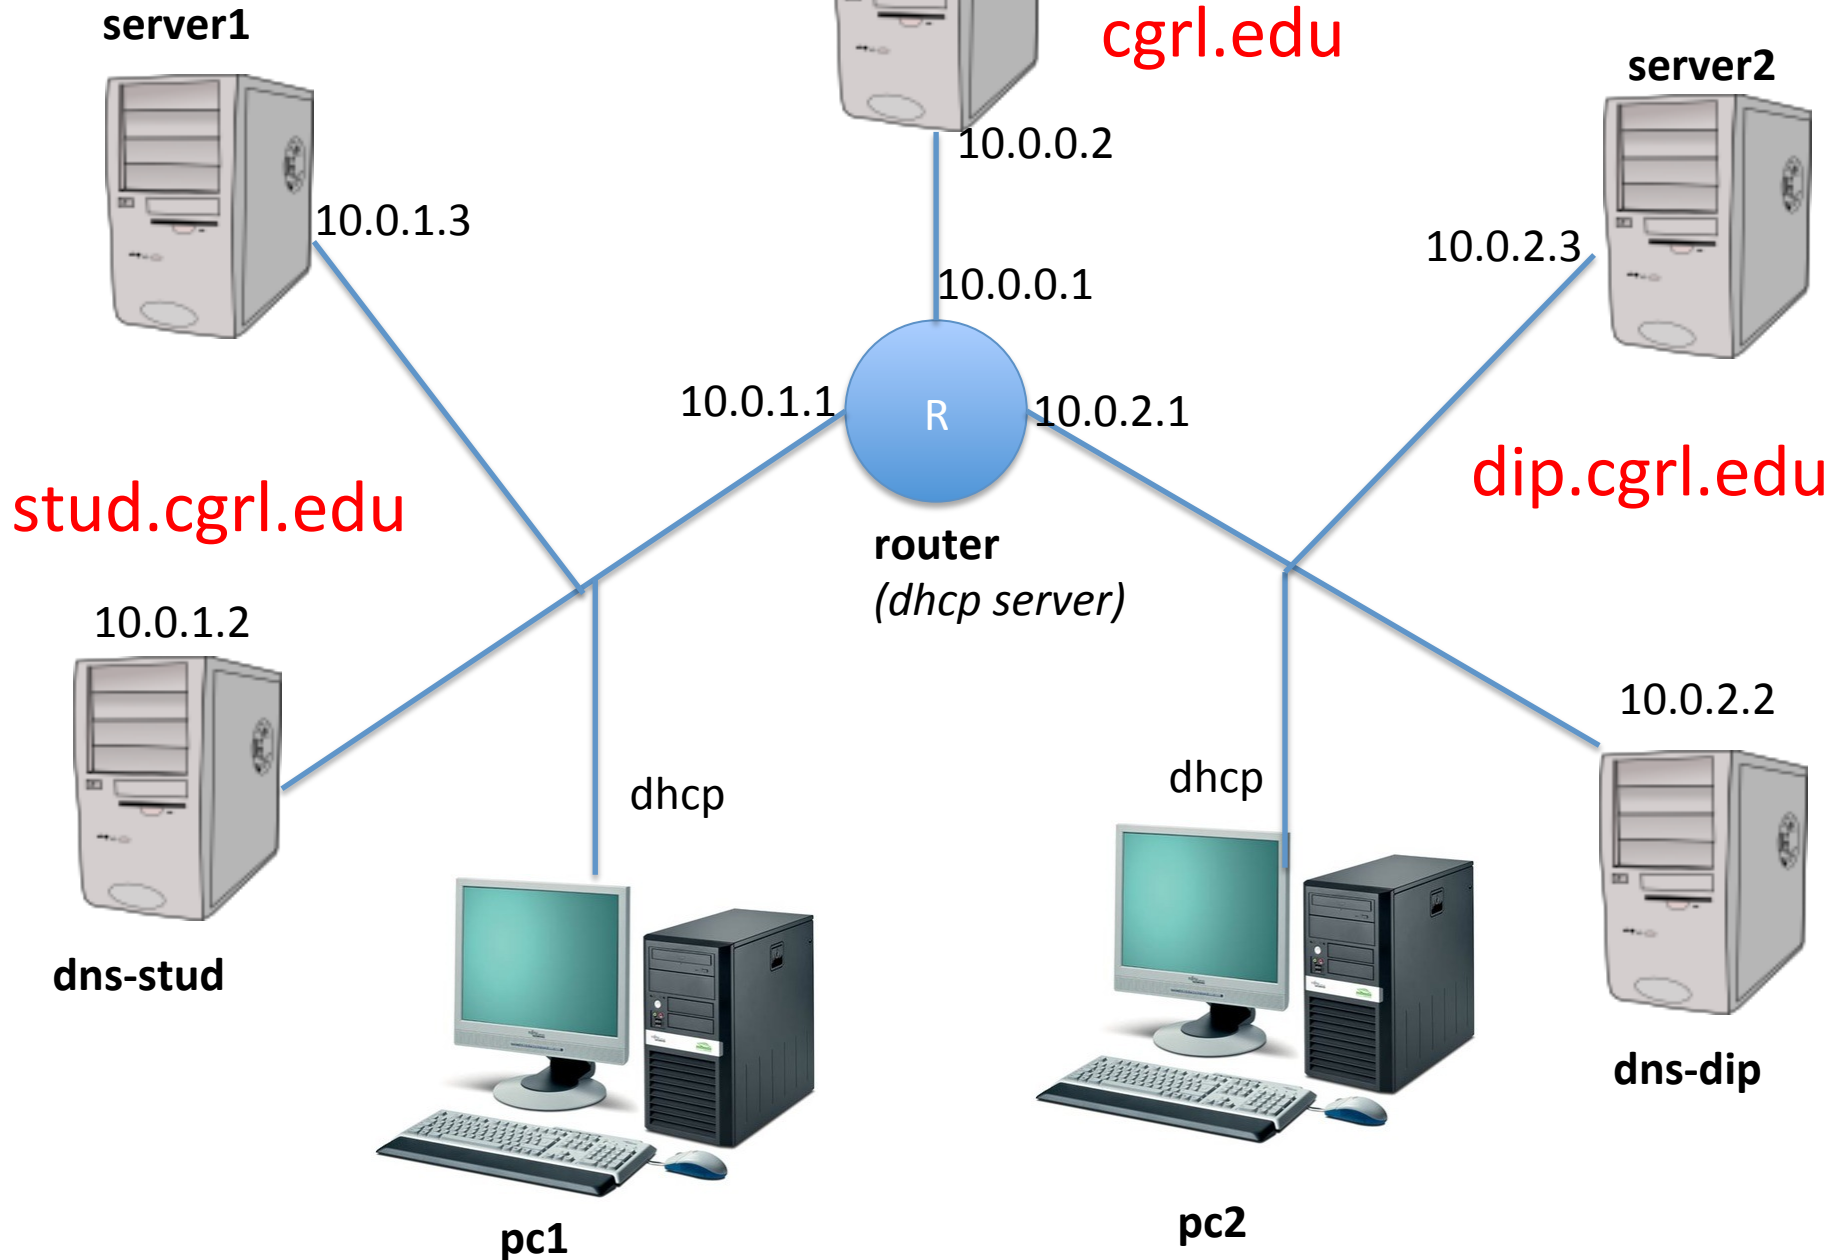 server1
cgrl.edu
server2
10.0.0.2
10.0.1.3
10.0.2.3
10.0.0.1
10.0.1.1
R
10.0.2.1
stud.cgrl.edu
dip.cgrl.edu
router
(dhcp server)
10.0.1.2
10.0.2.2
dhcp
dhcp
dns-stud
dns-dip
pc1
pc2